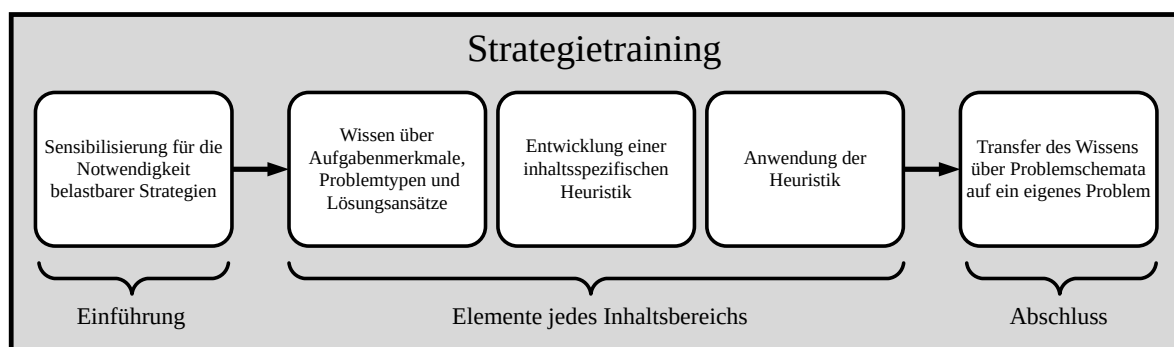 Strategietraining
Sensibilisierung für die
Notwendigkeit
belastbarer Strategien
Wissen über
Aufgabenmerkmale,
Problemtypen und
Lösungsansätze
Entwicklung einer
inhaltsspezifischen
Heuristik
Anwendung der
Heuristik
Transfer des Wissens
über Problemschemata
auf ein eigenes Problem
Einführung
Elemente jedes Inhaltsbereichs
Abschluss